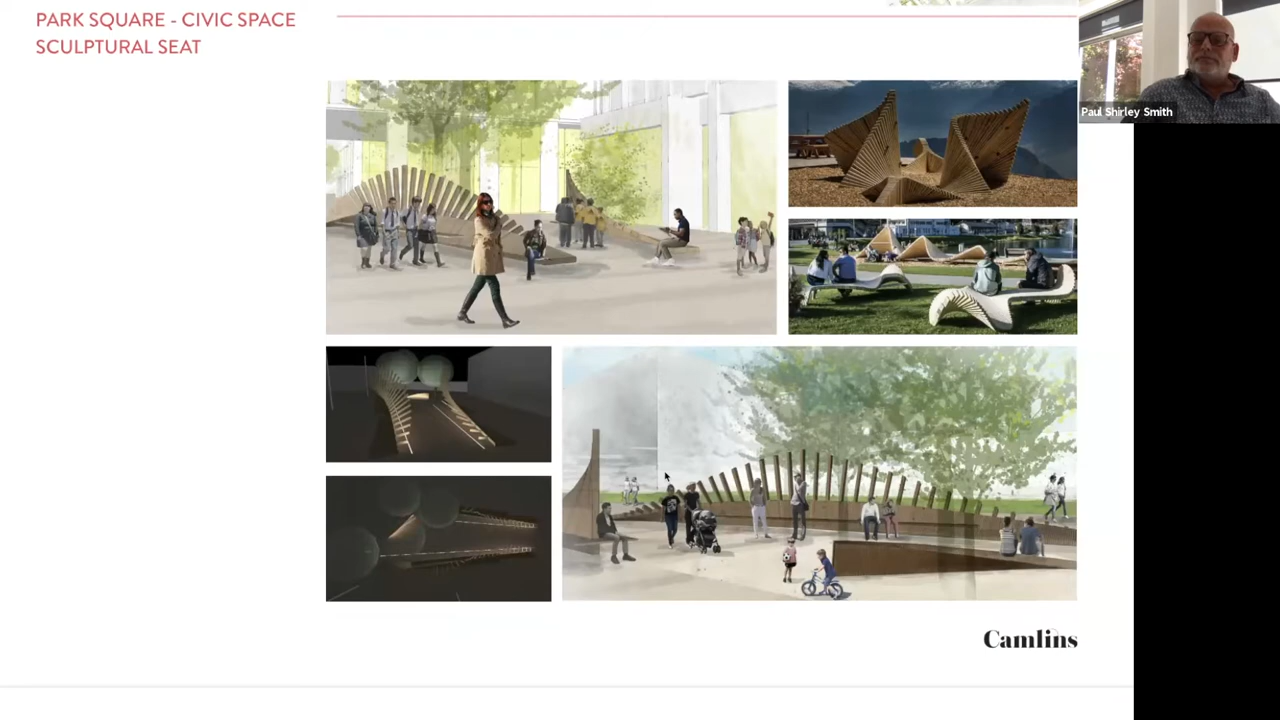 PARK SQUARE - CIVIC SPACE
SCULPTURAL SEAT
Paul Shirley Smith
Camlins